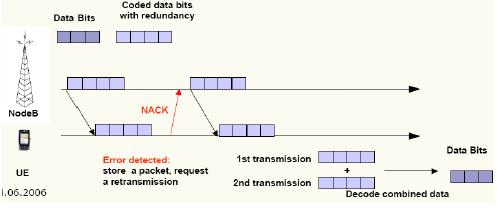 Data Bits
Coded data bits
with redundancy
NodeB
NACK
UE
Error detected:
store a packet, request
a retransmission
1st transmission
+
2nd transmission
Data Bits
Decode combined data
.06.2006